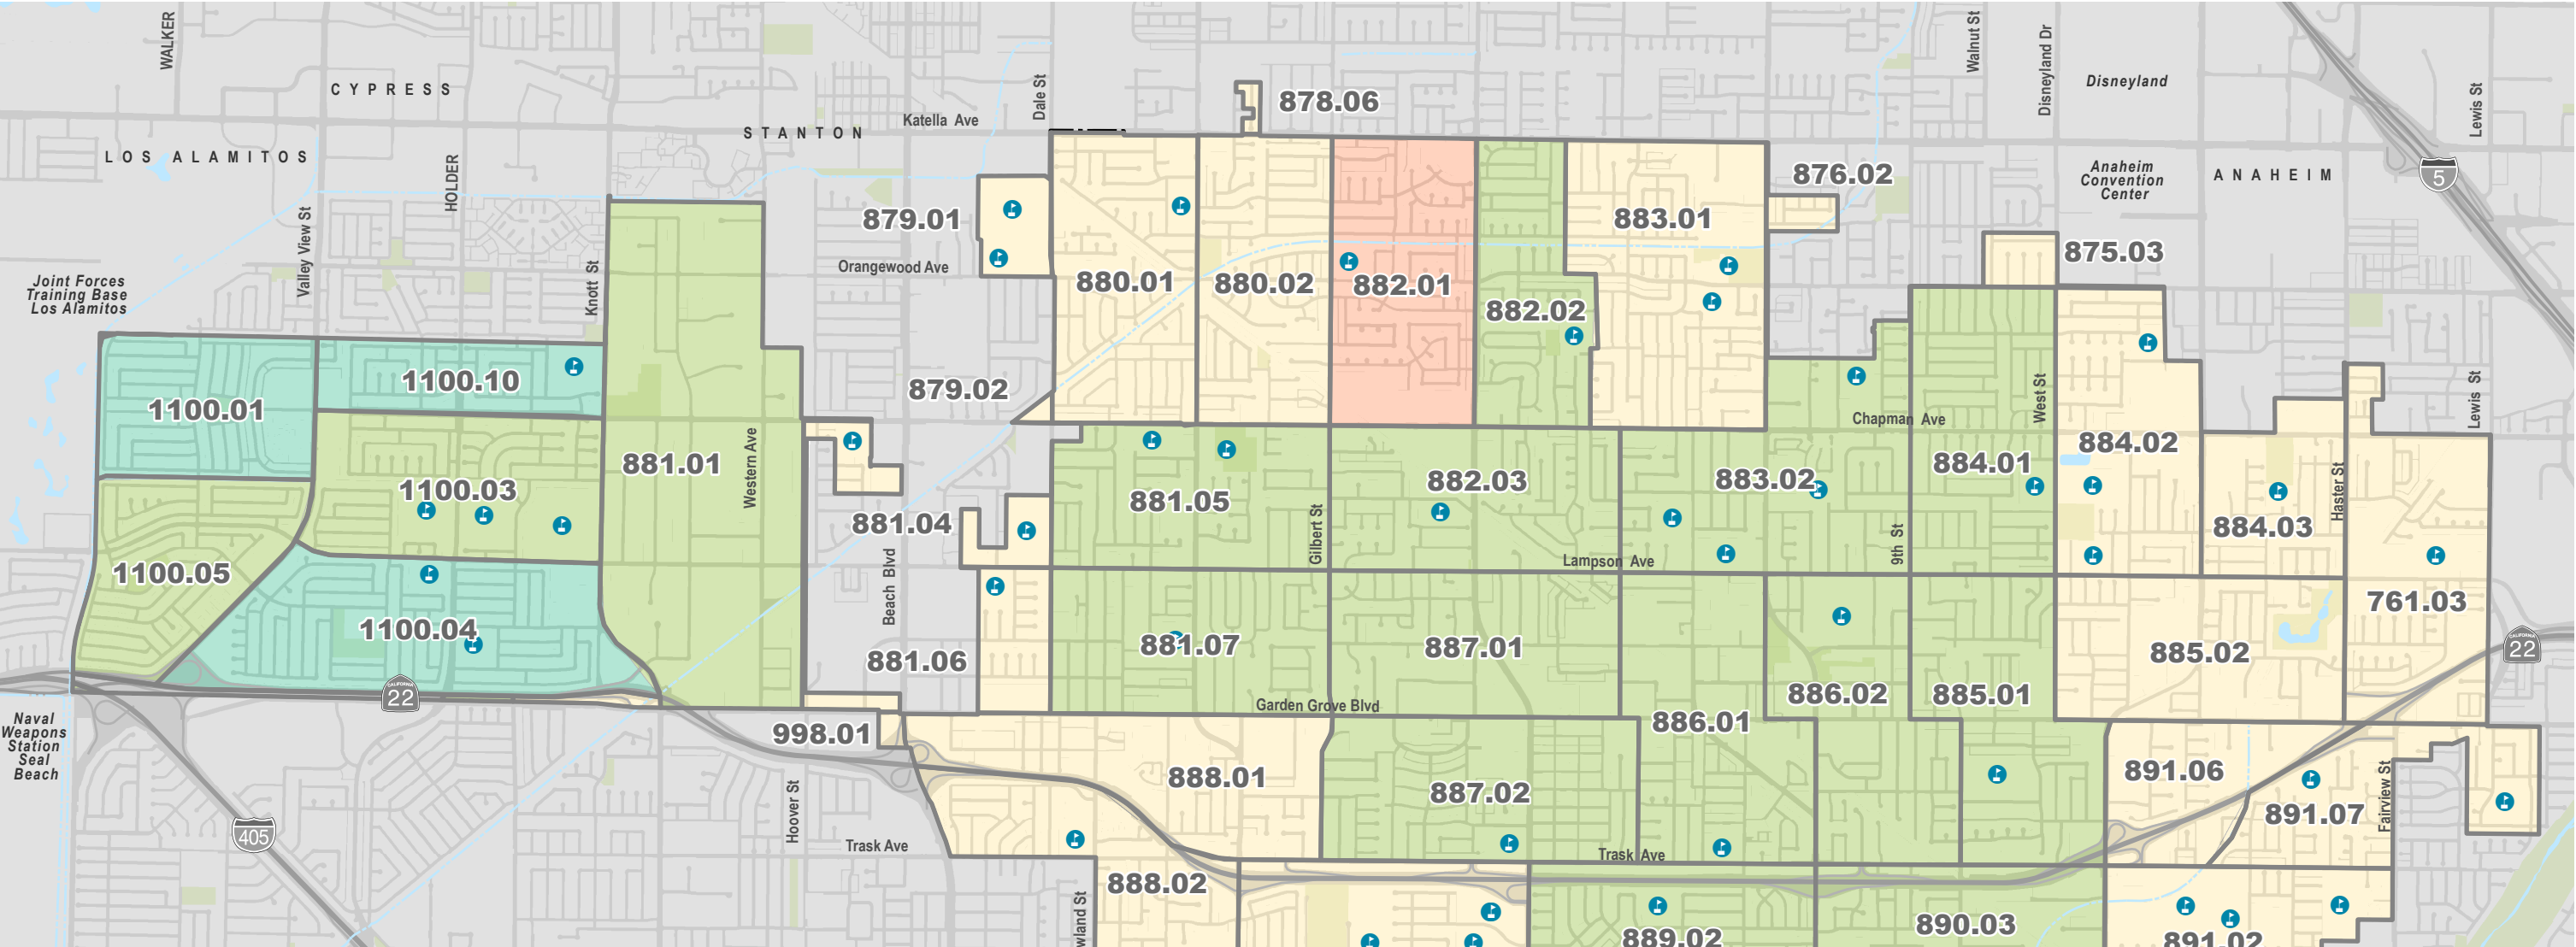 WALKER
CYPRESS
STANTON
Katella Ave
Dale St
878.06
Walnut St
Disneyland Dr
Disneyland
Lewis St
LOS ALAMITOS
HOLDER
Valley View St
Knott St
879.01
Orangewood Ave
880.01
880.02
882.01
882.02
883.01
876.02
Anaheim
Convention
Center
ANAHEIM
5
875.03
Joint Forces
Training Base
Los Alamitos
1100.01
1100.10
879.02
Chapman Ave
West St
Lewis St
884.02
1100.03
881.01
Western Ave
881.04
881.05
Gilbert St
882.03
883.02
884.01
884.03
Haster St
Lampson Ave
9th St
1100.05
1100.04
Beach Blvd
881.06
881.07
887.01
886.02
885.01
885.02
761.03
CALIFORNIA
22
CALIFORNIA
22
Garden Grove Blvd
886.01
Naval
Weapons
Station
Seal
Beach
998.01
888.01
887.02
891.06
891.07
Fairview St
405
Hoover St
Trask Ave
Trask Ave
888.02
wland St
889.02
890.03
891.02